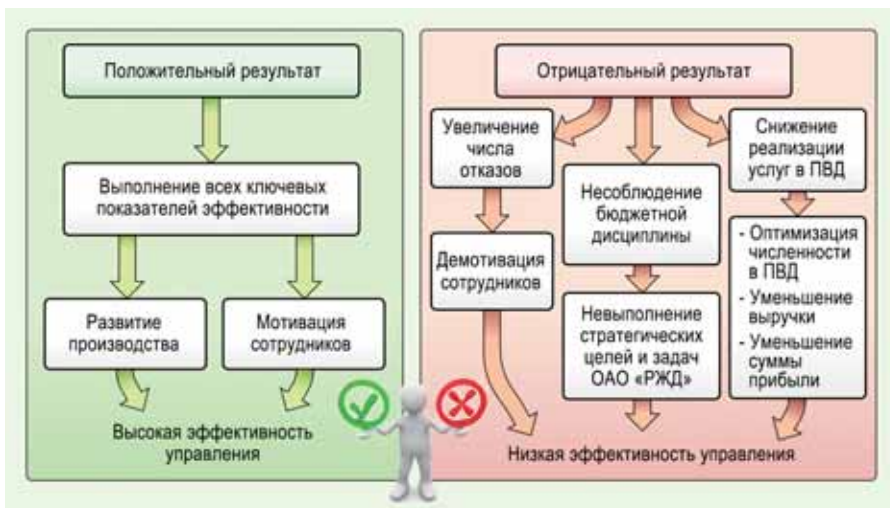 Положительный результат
Выполнение всех ключевых
показателей эффективности
Развитие
производства
Мотивация
сотрудников
Высокая эффективность
управления
Отрицательный результат
Увеличение
числа
отказов
Демотивация
сотрудников
Несоблюдение
бюджетной
дисциплины
Невыполнение
стратегических
целей и задач
ОАО «РЖД»
Снижение
реализации
услуг в ПВД
- Оптимизация
численности
в ПВД
- Уменьшение
выручки
- Уменьшение
суммы
прибыли
Низкая эффективность управления